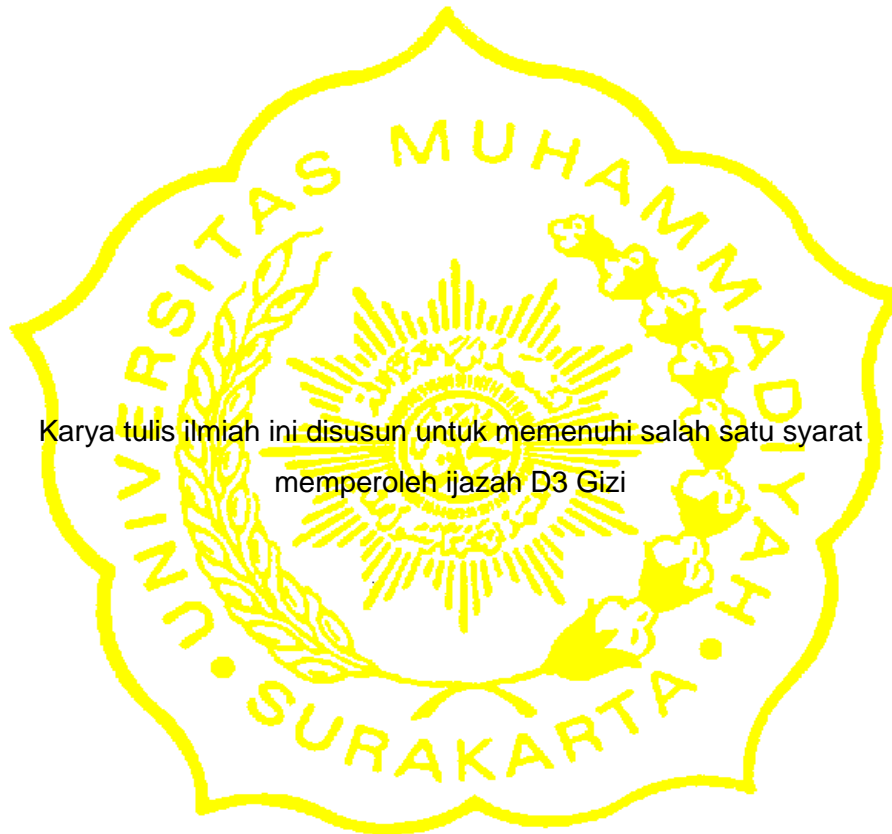 UNIVERSITAS MUHAMMADIYAH
Karya tulis ilmiah ini disusun untuk memenuhi salah satu syarat
memperoleh ijazah D3 Gizi
SURAKARTA